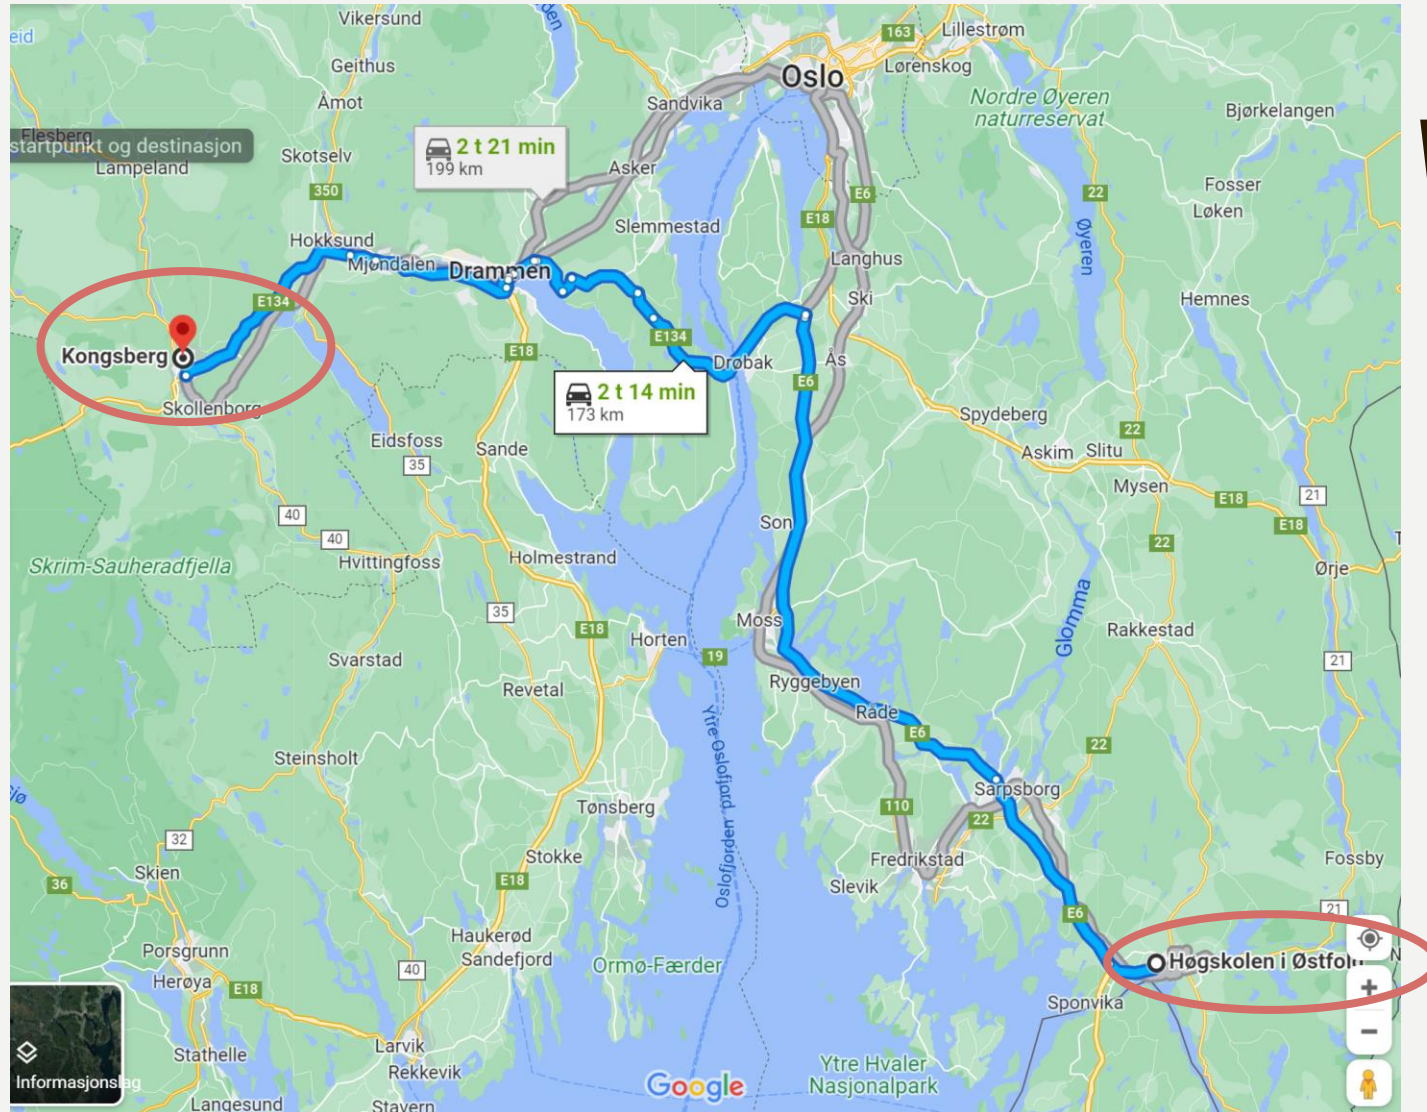 Vikersund
163
Lillestrøm
Geithus
Oslo
Lørenskog
Åmot
Sandvika
Nordre Øyeren
naturreservat
Bjørkelangen
Flesberg
startpunkt og destinasjon
Skotselv
2 t 21 min
199 km
Lampeland
Asker
350
E6
22
Fosser
Løken
E18
Slemmestad
Hokksund
Øyeren
Mjøndalen
Drammen
Langhus
Ski
Hemnes
E134
E134
E18
Kongsberg
Drøbak
Ås
E6
2 t 14 min
173 km
Skollenborg
Spydeberg
Eidsfoss
22
Sande
Askim
Slitu
35
Mysen
21
E18
40
Son
E18
40
22
Holmestrand
Hvittingfoss
Skrim-Sauheradfjella
Ørje
35
Moss
Glomma
E18
Horten
Rakkestad
19
Svarstad
21
Ryggebyen
Revetal
Råde
E6
Ytre Oslofjord
22
Steinsholt
Sarpsborg
Tønsberg
110
22
32
Stokke
Fredrikstad
Fossby
Skien
E18
Slevik
36
Oslofjorden
E6
21
Haukerød
Porsgrunn
Sandefjord
Ormø-Færder
Høgskolen i Østfold
N
40
Herøya
E18
Sponvika
Larvik
Stathelle
Rekkevik
Ytre Hvaler
Nasjonalpark
Informasjonslag
Google
Langesund
Stavern